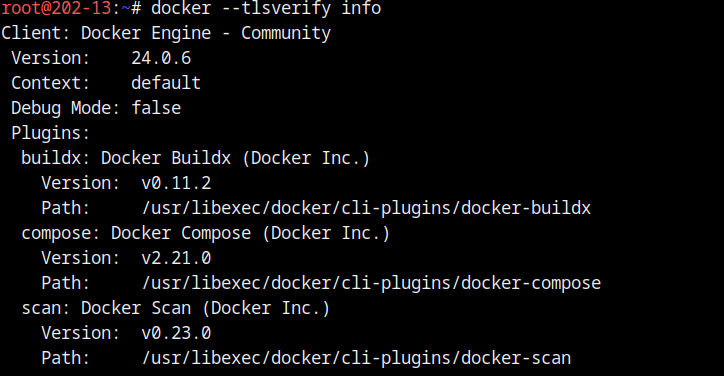 root@202-13:~# docker --tlsverify info
Client: Docker Engine - Community
 Version:    24.0.6
 Context:    default
 Debug Mode: false
 Plugins:
  buildx: Docker Buildx (Docker Inc.)
    Version:  v0.11.2
    Path:     /usr/libexec/docker/cli-plugins/docker-buildx
  compose: Docker Compose (Docker Inc.)
    Version:  v2.21.0
    Path:     /usr/libexec/docker/cli-plugins/docker-compose
  scan: Docker Scan (Docker Inc.)
    Version:  v0.23.0
    Path:     /usr/libexec/docker/cli-plugins/docker-scan